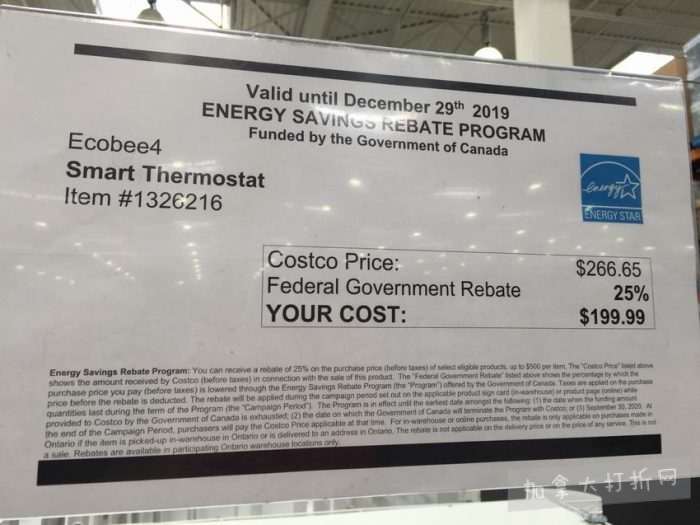 Valid until December 29th 2019
ENERGY SAVINGS REBATE PROGRAM
Funded by the Government of Canada
Ecobee4
Smart Thermostat
Item #1326216
energy
ENERGY STAR
Costco Price: $266.65
Federal Government Rebate 25%
YOUR COST: $199.99
Energy Savings Rebate Program: You can receive a rebate of 25% on the purchase price (before taxes) of select eligible products, up to $500 per item. The "Costco Price" listed above
shows the amount received by Costco (before taxes) in connection with the sale of this product. The "Federal Government Rebate" listed above shows the percentage by which the
purchase price you pay (before taxes) is lowered through the Energy Savings Rebate Program (the "Program") offered by the Government of Canada. Taxes are applied on the purchase
price before the rebate is deducted. The rebate will be applied during the campaign period set out on the applicable product sign card (in-warehouse) or product page (online) while
quantities last during the term of the Program (the "Campaign Period"). The Program is in effect until the earliest date amongst the following: (1) the date when the funding amount
provided to Costco by the Government of Canada is exhausted; (2) the date on which the Government of Canada will terminate the Program with Costco; or (3) September 30, 2020. At
the end of the Campaign Period, purchasers will pay the Costco Price applicable at that time. For in-warehouse or online purchases, the rebate is only applicable on purchases made in
Ontario if the item is picked-up in-warehouse in Ontario or is delivered to an address in Ontario. The rebate is not applicable on the delivery price or on the price of any service. This is not
a sale. Rebates are available in participating Ontario warehouse locations only.
加拿大打折网